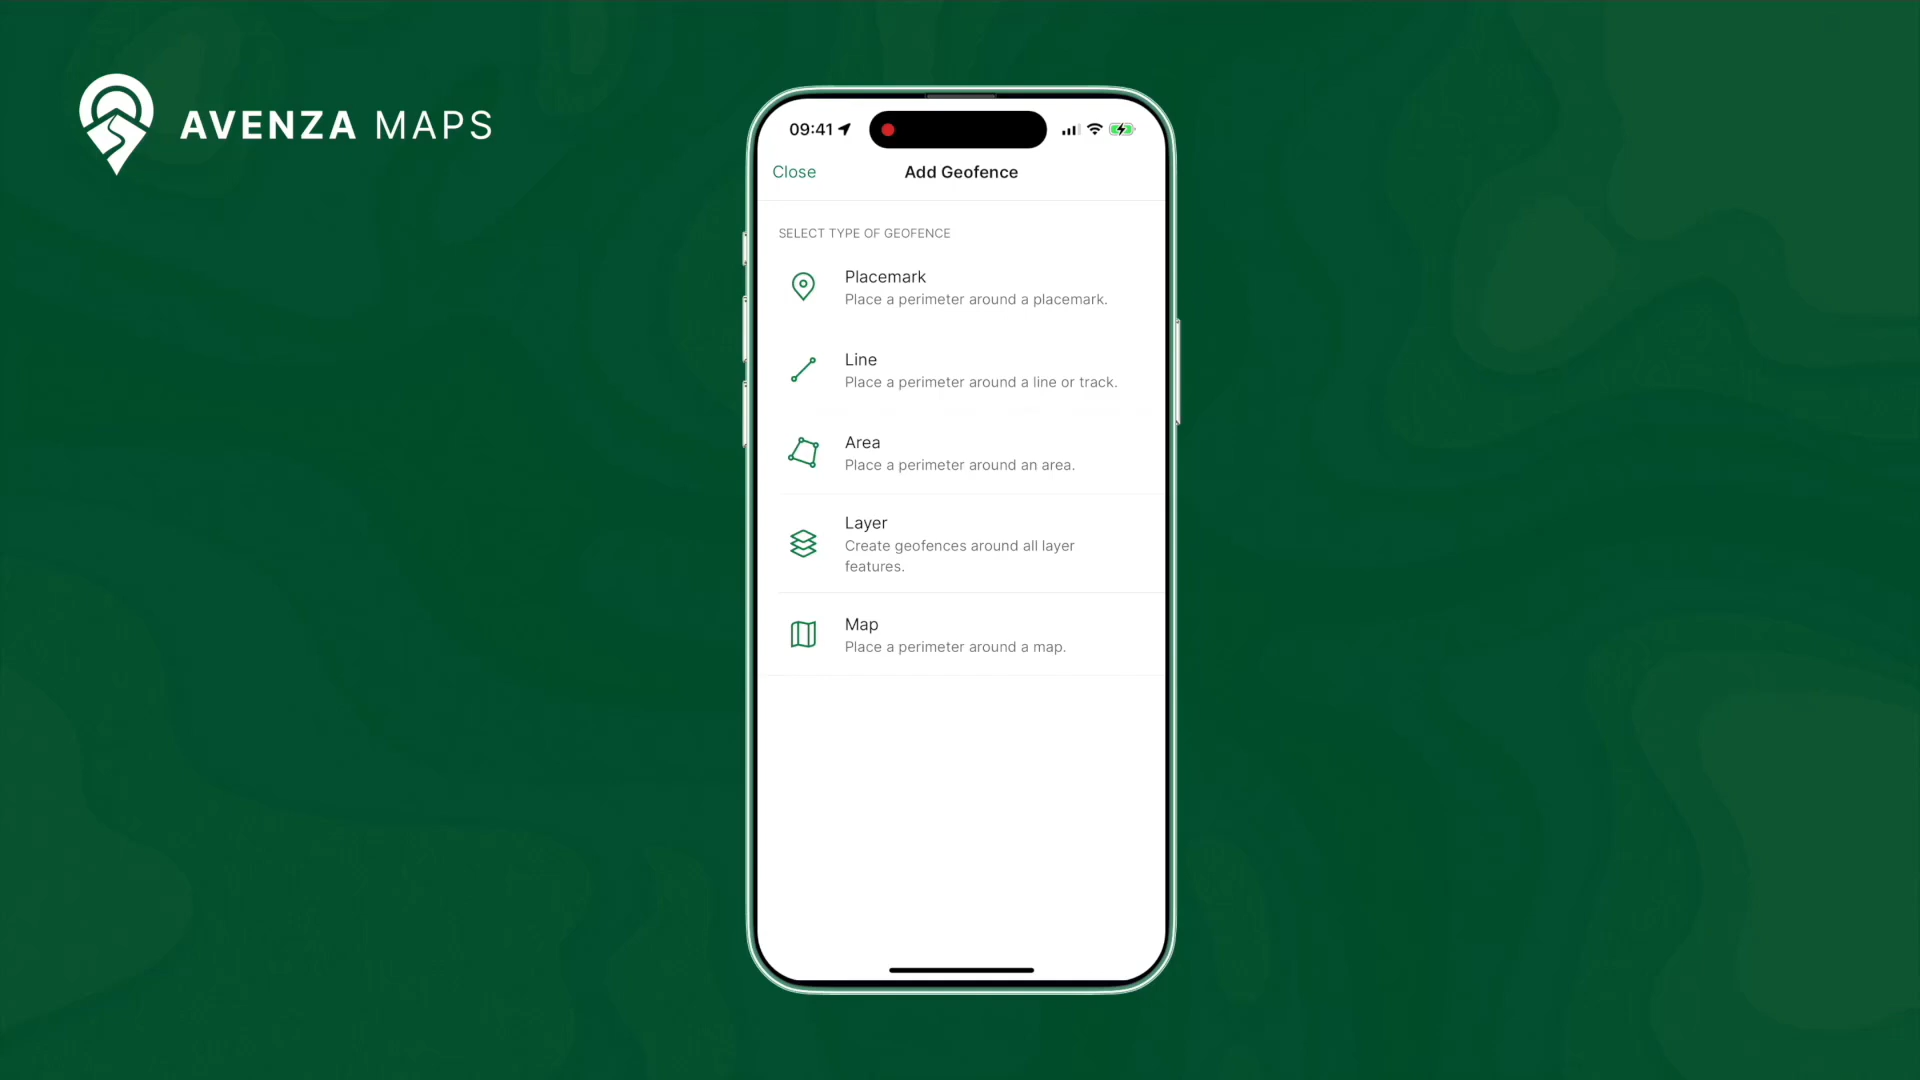 AVENZA MAPS
09:41
Close
Add Geofence
SELECT TYPE OF GEOFENCE
Placemark
Place a perimeter around a placemark.
Line
Place a perimeter around a line or track.
Area
Place a perimeter around an area.
Layer
Create geofences around all layer
features.
Map
Place a perimeter around a map.